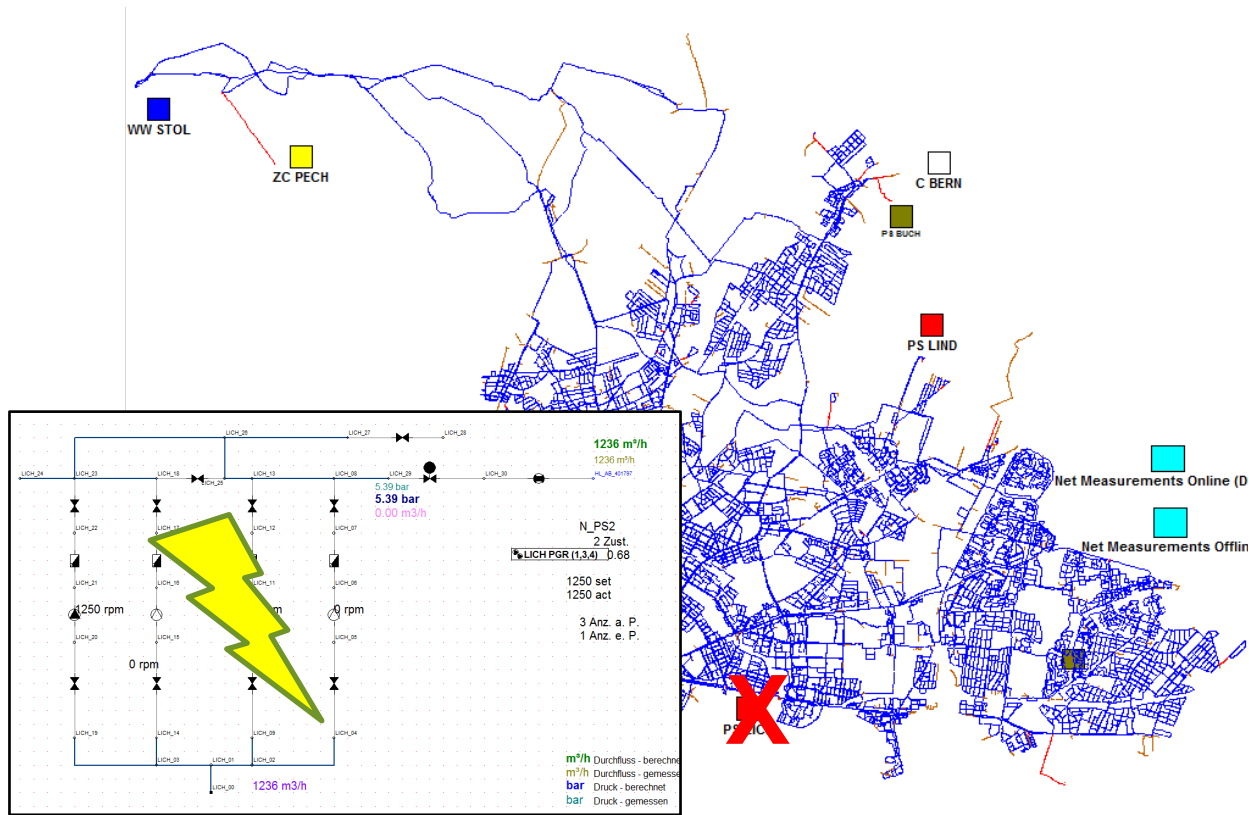 WW STOL
ZC PECH
C BERN
PS BUCH
PS LIND
Net Measurements Online (D
Net Measurements Offlin
LICH_26
LICH_27
LICH_28
1236 m³/h
1236 m³/h
LICH_24
LICH_23
LICH_18
LICH_25
LICH_13
LICH_08
LICH_29
LICH_30
HL_AB_401797
5.39 bar
5.39 bar
0.00 m3/h
LICH_22
LICH_12
LICH_07
N_PS2
2 Zust.
LICH PGR (1,3,4)
0.68
LICH_21
LICH_16
LICH_11
LICH_06
1250 set
1250 act
1250 rpm
0 rpm
LICH_20
LICH_15
LICH_05
3 Anz. a. P.
1 Anz. e. P.
0 rpm
LICH_19
LICH_14
LICH_09
LICH_04
LICH_03
LICH_01
LICH_02
LICH_00
1236 m3/h
m³/h Durchfluss - berechne
m³/h Durchfluss - gemesse
bar Druck - berechnet
bar Druck - gemessen